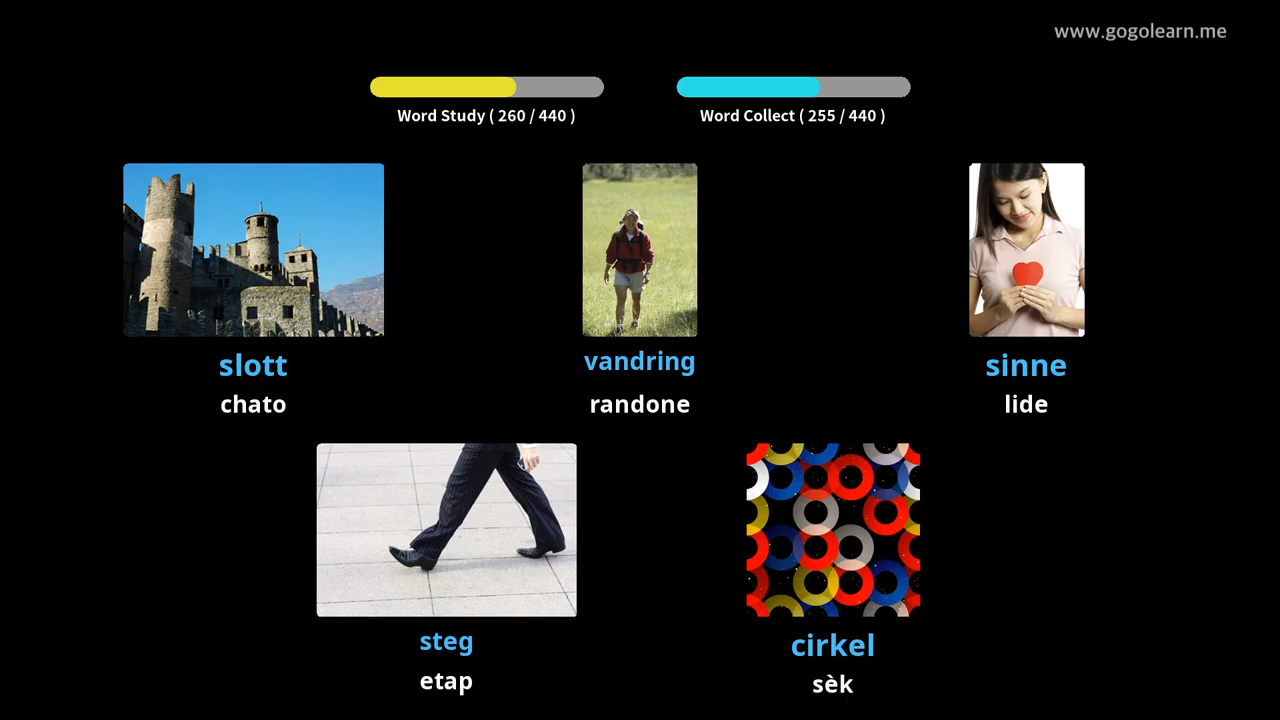 www.gogolearn.me
Word Study ( 260 / 440 )
Word Collect ( 255 / 440 )
slott
chato
vandring
randone
sinne
lide
steg
etap
cirkel
sèk